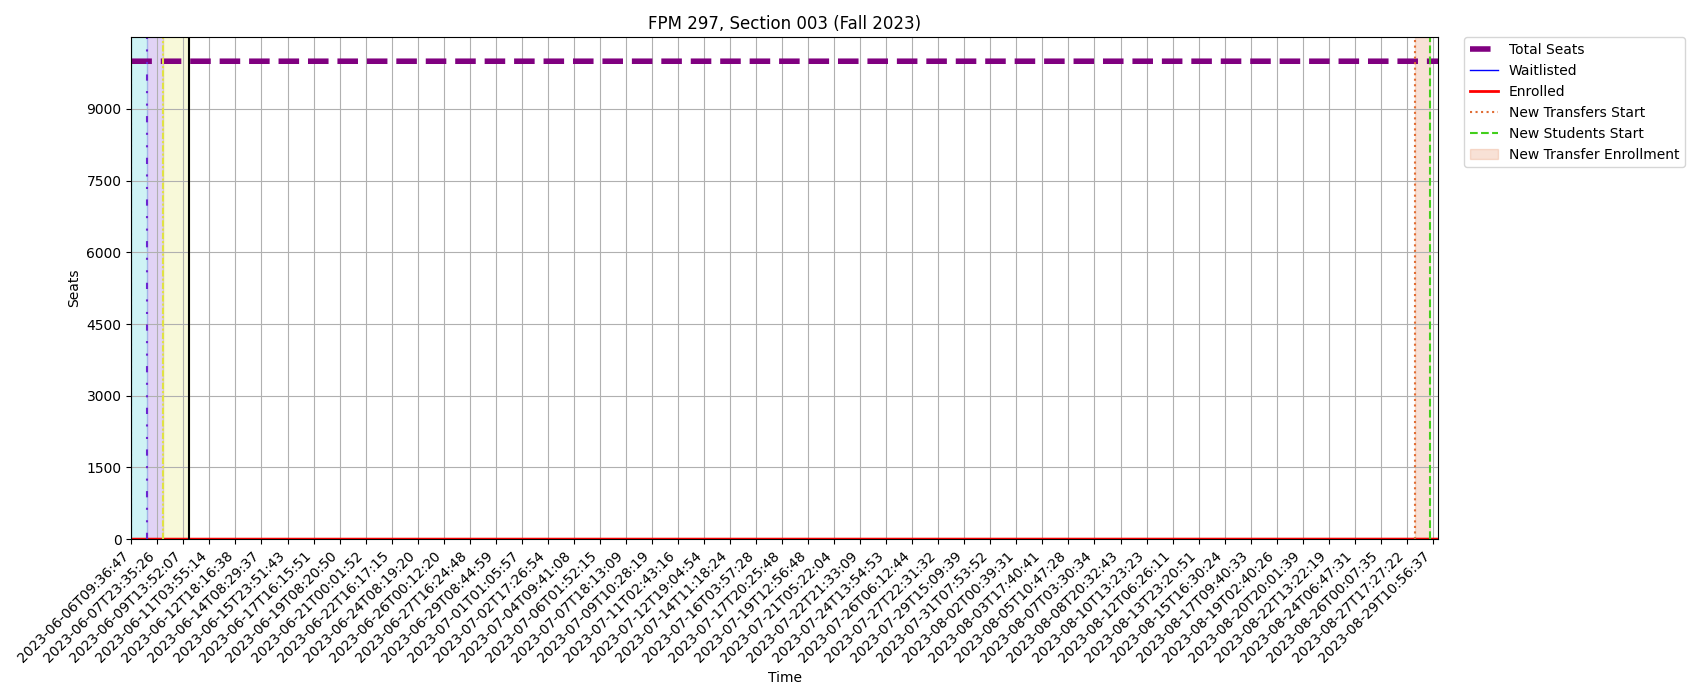 FPM 297, Section 003 (Fall 2023)
Total Seats
Waitlisted
Enrolled
New Transfers Start
New Students Start
New Transfer Enrollment
Seats
9000
7500
6000
4500
3000
1500
0
2023-06-06T09:36:47
2023-06-07T23:35:26
2023-06-09T13:52:07
2023-06-11T03:55:14
2023-06-12T18:16:38
2023-06-14T08:29:37
2023-06-15T23:51:43
2023-06-17T16:15:51
2023-06-19T08:20:50
2023-06-21T00:01:52
2023-06-22T16:17:15
2023-06-24T08:19:20
2023-06-26T00:12:20
2023-06-27T16:24:48
2023-06-29T08:44:59
2023-07-01T01:05:57
2023-07-02T17:26:54
2023-07-04T09:41:08
2023-07-06T01:52:15
2023-07-07T18:13:09
2023-07-09T10:28:19
2023-07-11T02:43:16
2023-07-12T19:04:54
2023-07-14T11:18:24
2023-07-16T03:57:28
2023-07-17T20:25:48
2023-07-19T12:56:48
2023-07-21T05:22:04
2023-07-22T21:33:09
2023-07-24T13:54:53
2023-07-26T06:12:44
2023-07-27T22:31:32
2023-07-29T15:09:39
2023-07-31T07:53:52
2023-08-02T00:39:31
2023-08-03T17:40:41
2023-08-05T10:47:28
2023-08-07T03:30:34
2023-08-08T20:32:43
2023-08-10T13:23:23
2023-08-12T06:26:11
2023-08-13T23:20:51
2023-08-15T16:30:24
2023-08-17T09:40:33
2023-08-19T02:40:26
2023-08-20T20:01:39
2023-08-22T13:22:19
2023-08-24T06:47:31
2023-08-26T00:07:35
2023-08-27T17:27:22
2023-08-29T10:56:37
Time